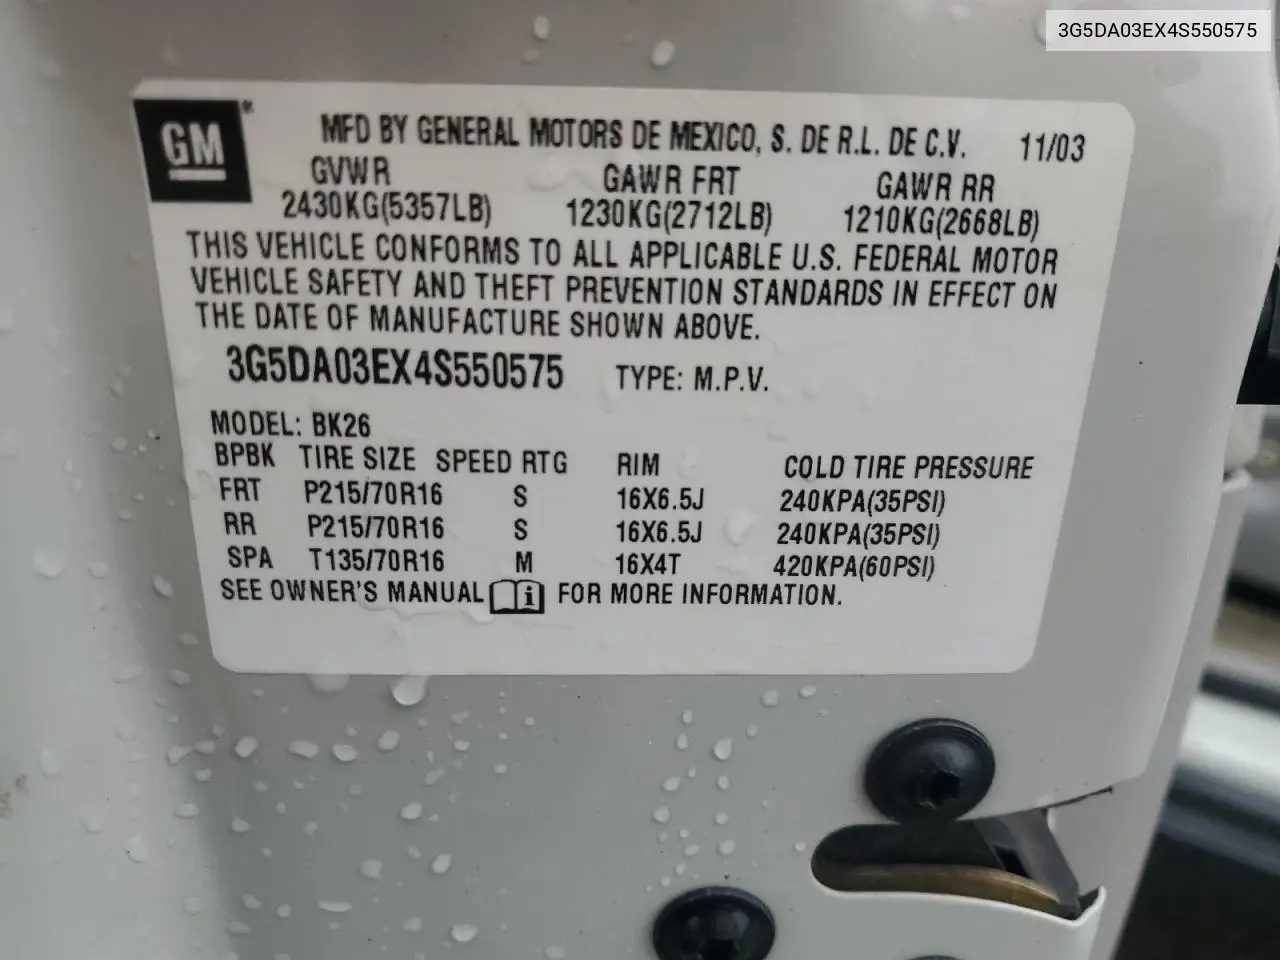 3G5DA03EX4S550575
GM® MFD BY GENERAL MOTORS DE MEXICO, S. DE R.L. DE C.V. 11/03
GVWR GAWR FRT GAWR RR
2430KG(5357LB) 1230KG(2712LB) 1210KG(2668LB)
THIS VEHICLE CONFORMS TO ALL APPLICABLE U.S. FEDERAL MOTOR
VEHICLE SAFETY AND THEFT PREVENTION STANDARDS IN EFFECT ON
THE DATE OF MANUFACTURE SHOWN ABOVE.
3G5DA03EX4S550575 TYPE: M.P.V.
MODEL: BK26
BPBK TIRE SIZE SPEED RTG RIM COLD TIRE PRESSURE
FRT P215/70R16 S 16X6.5J 240KPA(35PSI)
RR P215/70R16 S 16X6.5J 240KPA(35PSI)
SPA T135/70R16 M 16X4T 420KPA(60PSI)
SEE OWNER'S MANUAL i FOR MORE INFORMATION.